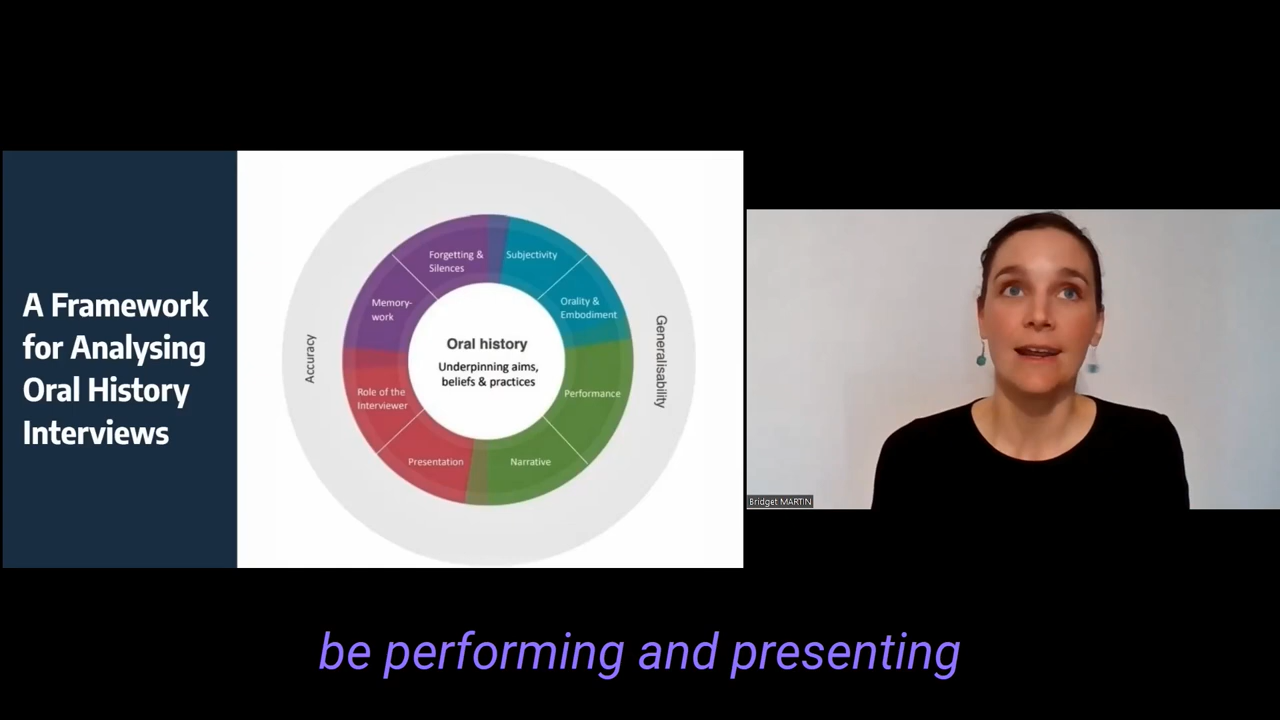 A Framework
for Analysing
Oral History
Interviews
Forgetting &
Silences
Subjectivity
Memory-
work
Orality &
Embodiment
Accuracy
Oral history
Underpinning aims,
beliefs & practices
Generalisability
Role of the
Interviewer
Performance
Presentation
Narrative
Bridget MARTIN
be performing and presenting